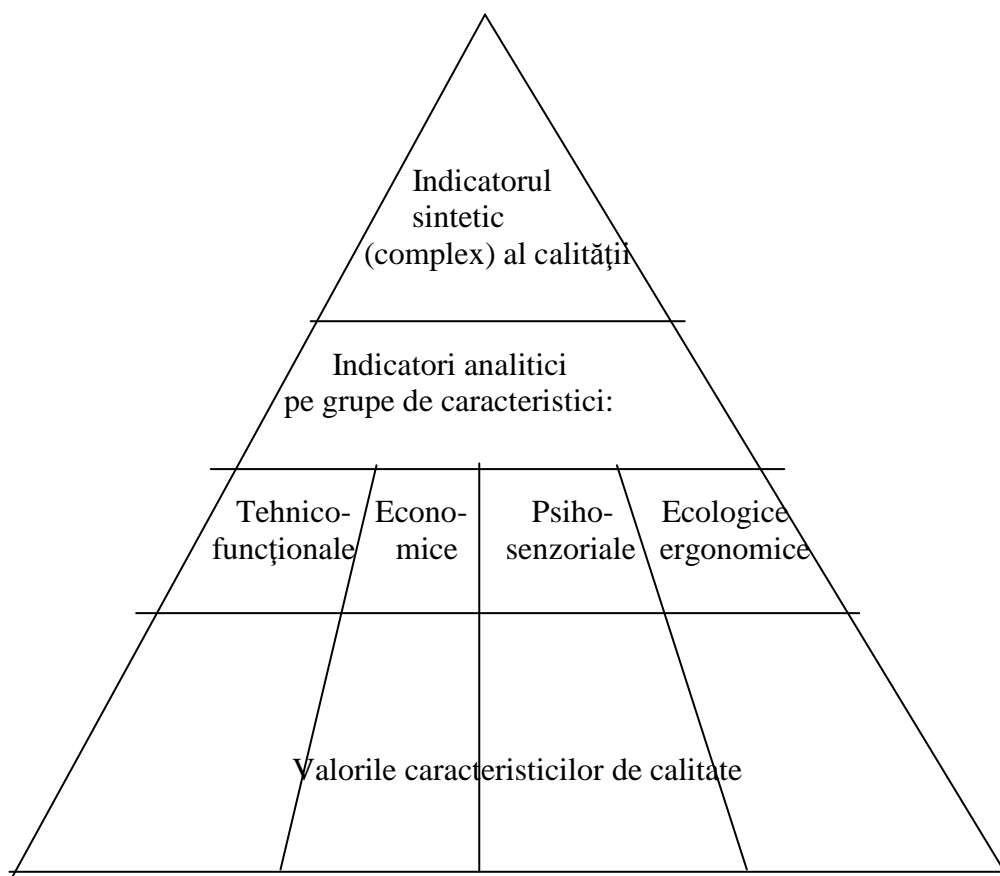 Indicatorul
sintetic
(complex) al calităţii
Indicatori analitici
pe grupe de caracteristici:
Tehnico-
funcţionale
Econo-
mice
Psiho-
senzoriale
Ecologice
ergonomice
Valorile caracteristicilor de calitate